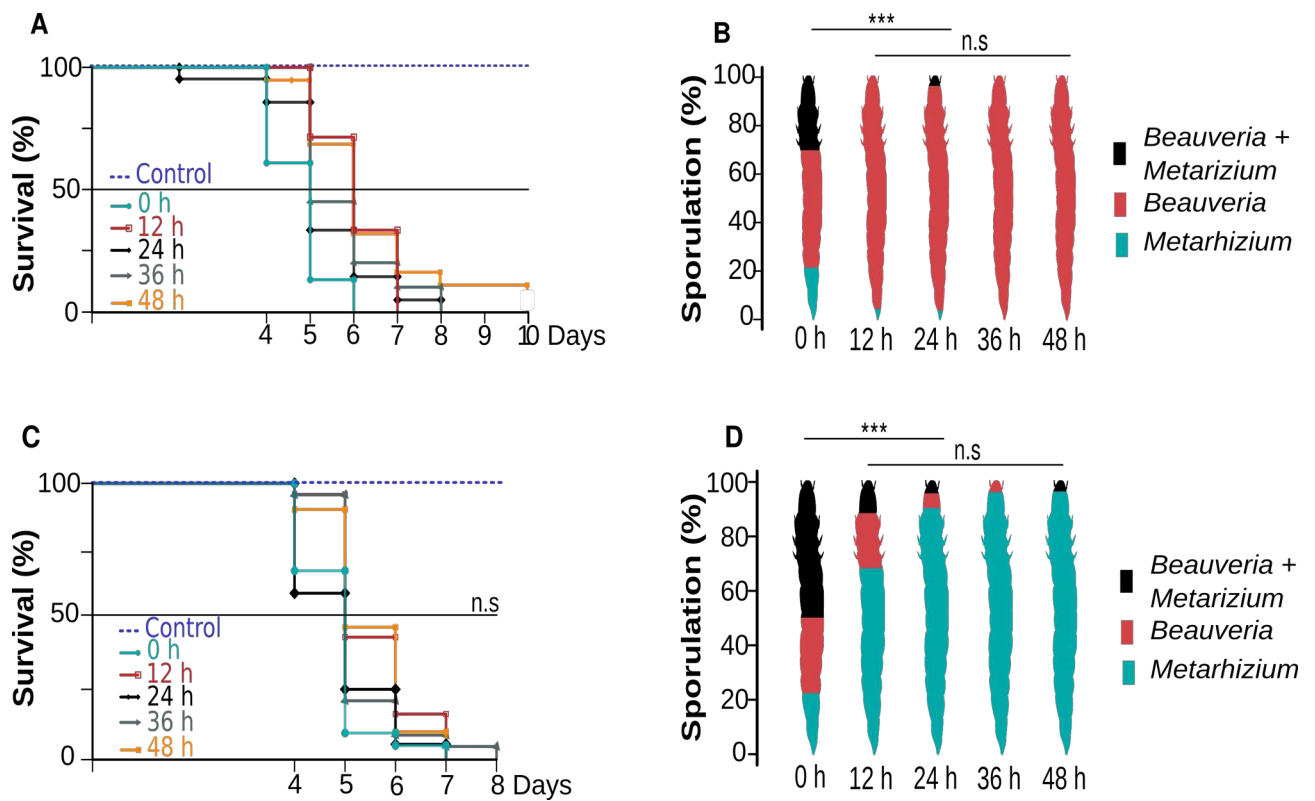 A
100
50
0
Survival (%)
Control
0 h
12 h
24 h
36 h
48 h
4 5 6 7 8 9 10 Days
B
***
n.s
100
80
60
40
20
0
Sporulation (%)
0 h 12 h 24 h 36 h 48 h
Beauveria +
Metarizium
Beauveria
Metarhizium
C
100
50
0
Survival (%)
n.s
Control
0 h
12 h
24 h
36 h
48 h
4 5 6 7 8 Days
D
***
n.s
100
80
60
40
20
0
Sporulation (%)
0 h 12 h 24 h 36 h 48 h
Beauveria +
Metarizium
Beauveria
Metarhizium